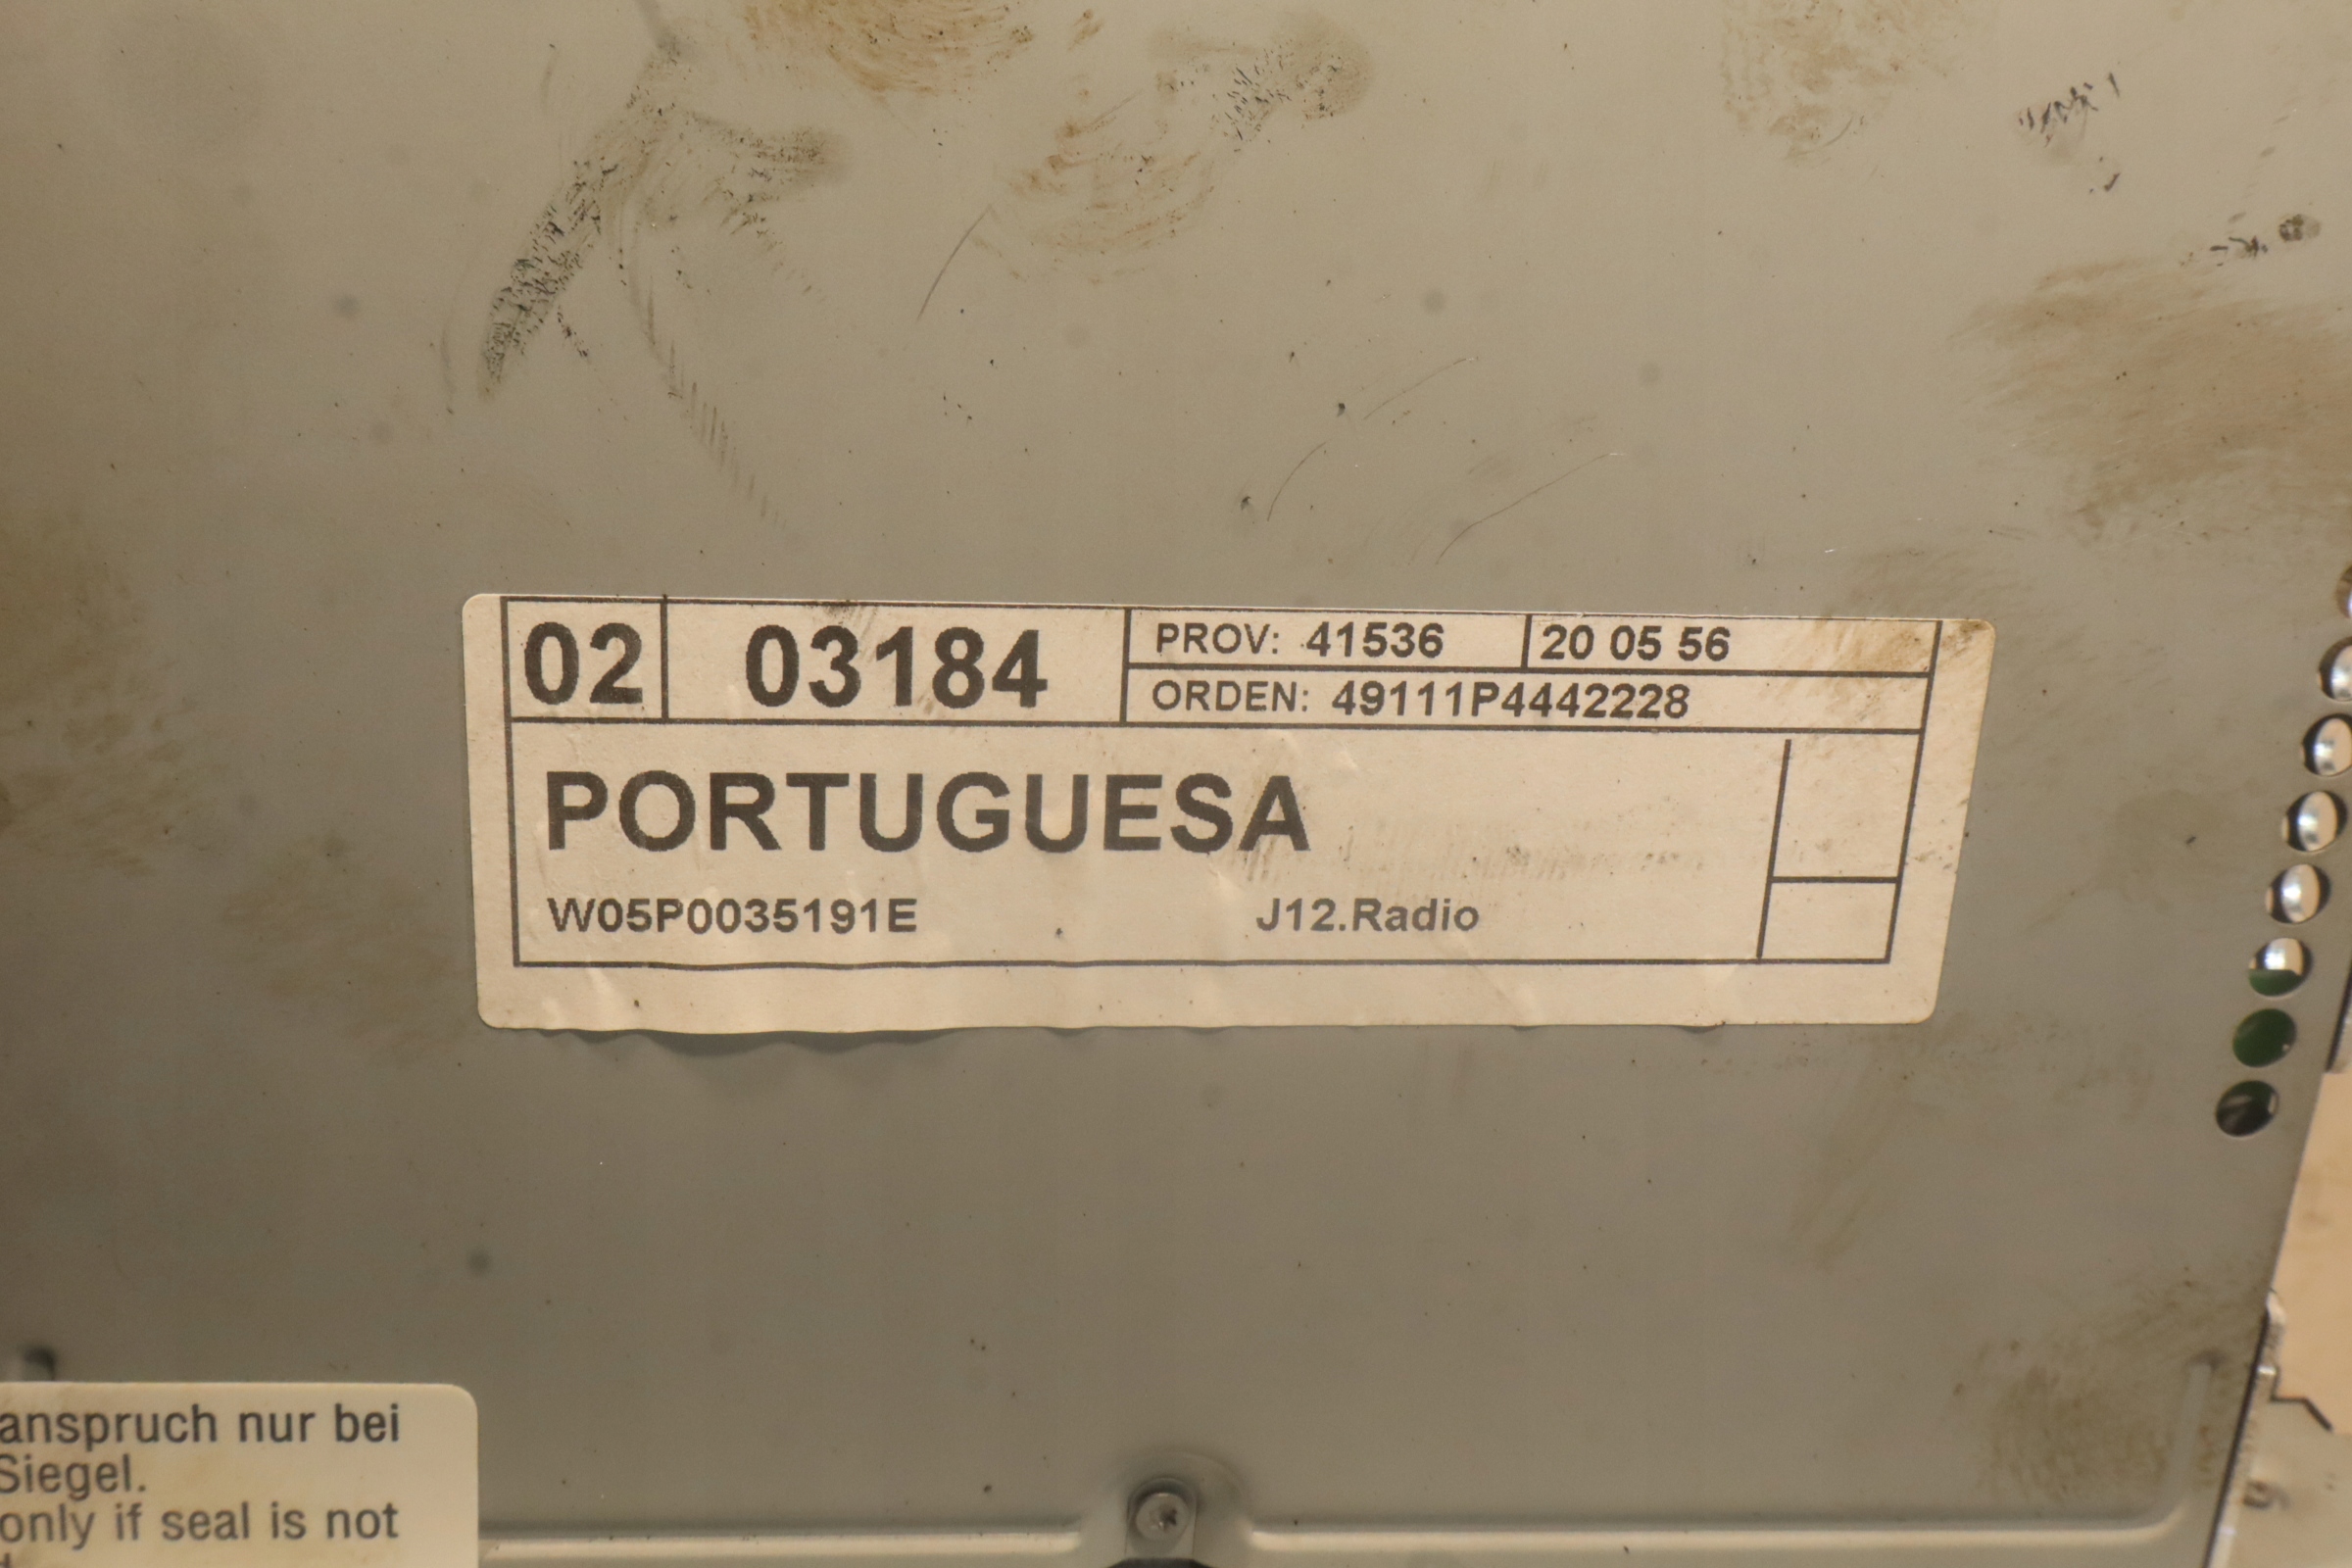 02 03184 PROV: 41536 20 05 56
ORDEN: 49111P4442228
PORTUGUESA
W05P0035191E J12.Radio
anspruch nur bei
Siegel.
only if seal is not